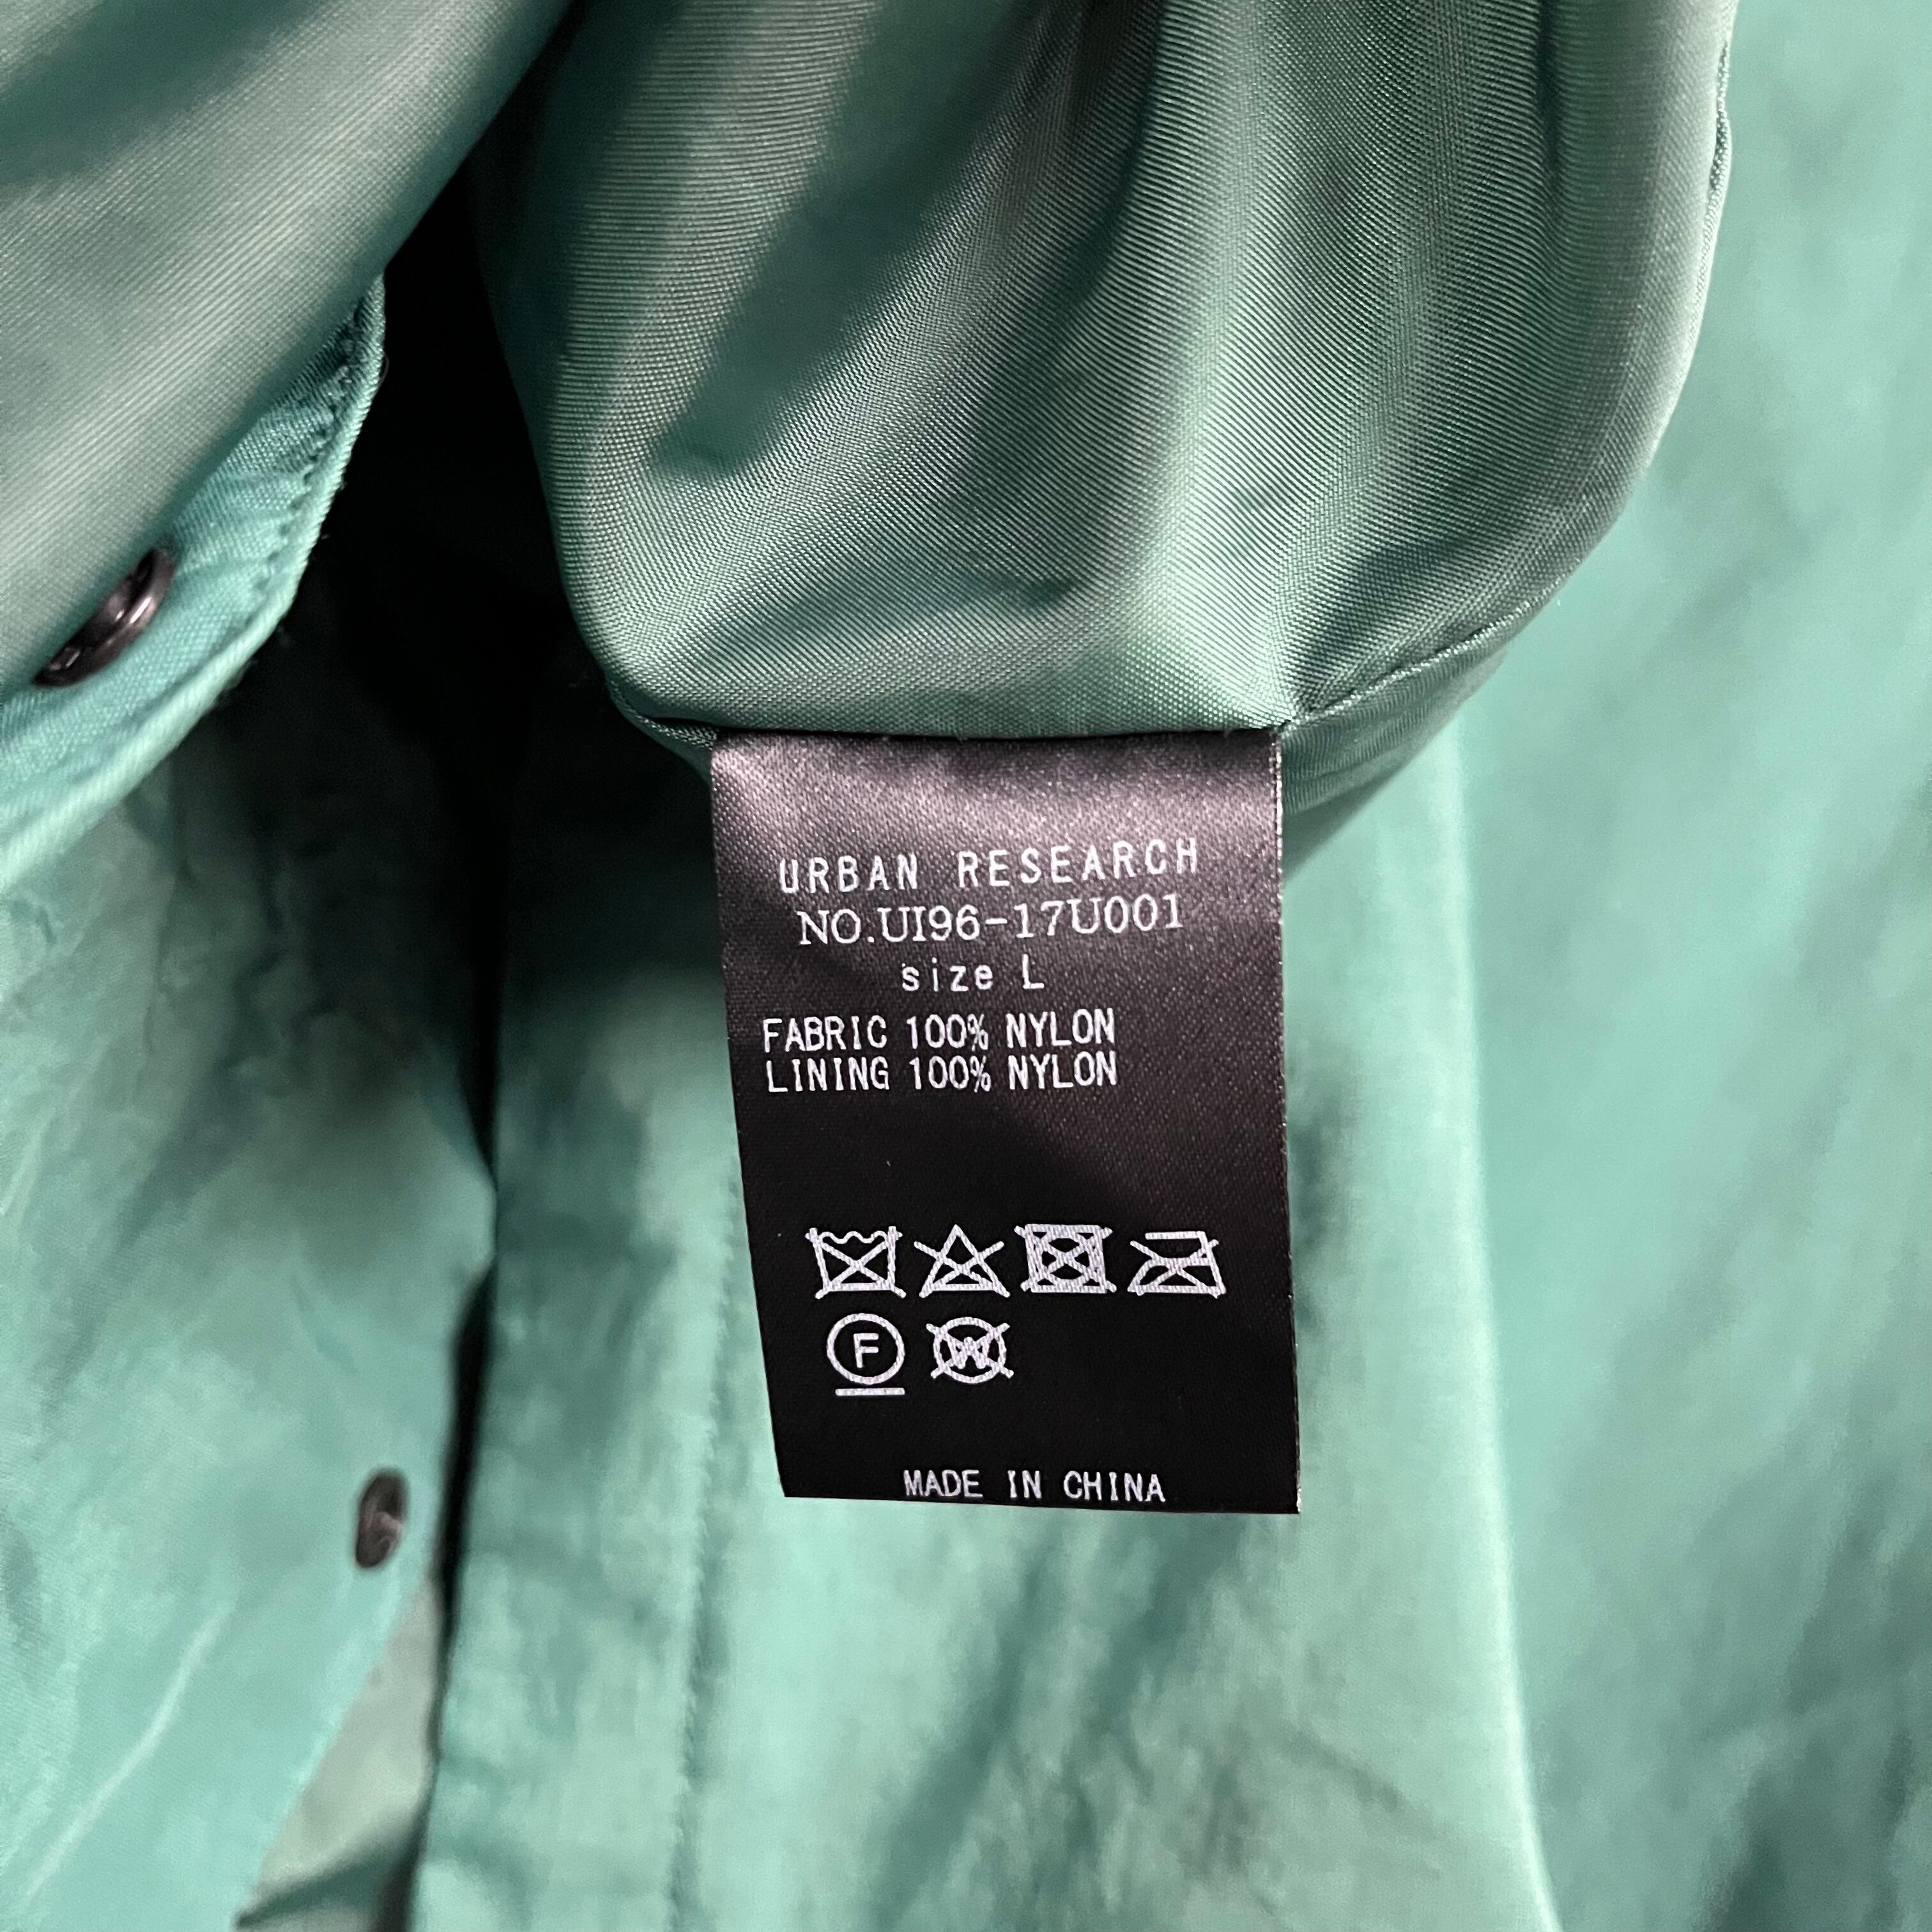 URBAN RESEARCH
NO.UI96-17U001
size L
FABRIC 100% NYLON
LINING 100% NYLON
F W
MADE IN CHINA